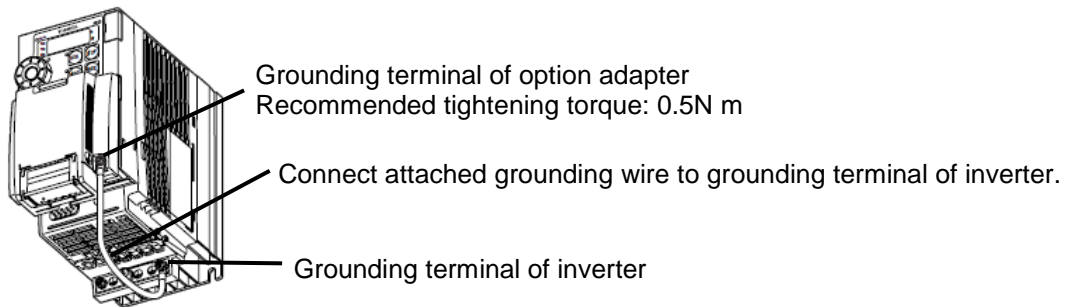 Grounding terminal of option adapter
Recommended tightening torque: 0.5N m
Connect attached grounding wire to grounding terminal of inverter.
Grounding terminal of inverter